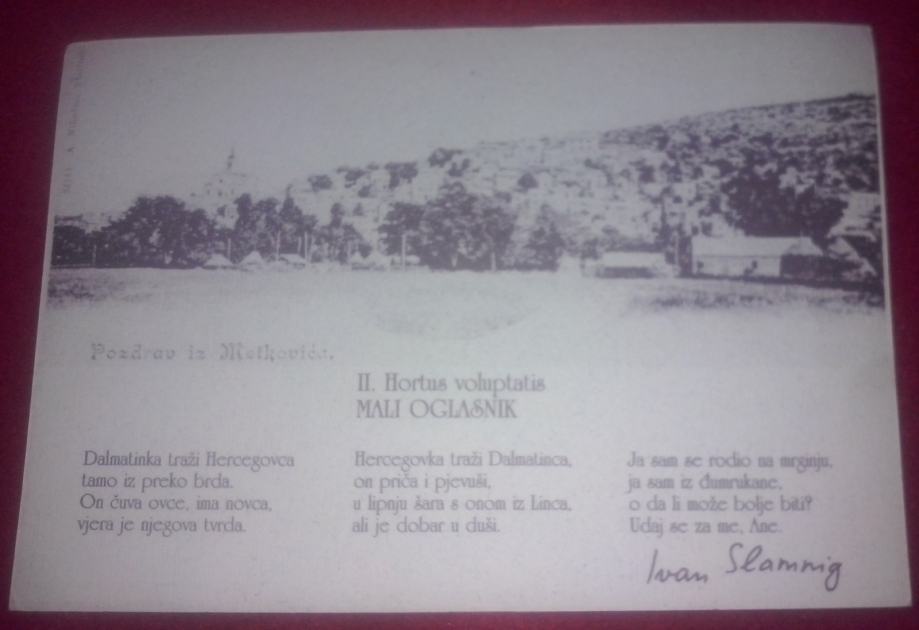 Pozdrav iz Metkovića.
II. Hortus voluptatis
MALI OGLASNIK
Dalmatinka traži Hercegovca
tamo iz preko brda.
On čuva ovce, ima novca,
vjera je njegova tvrda.
Hercegovka traži Dalmatinca,
on priča i pjevuši,
u lipnju šara s onom iz Linca,
ali je dobar u duši.
Ja sam se rodio na mrginju,
ja sam iz đumrukane,
o da li može bolje biti?
Udaj se za me, Ane.
Ivan Slamnig